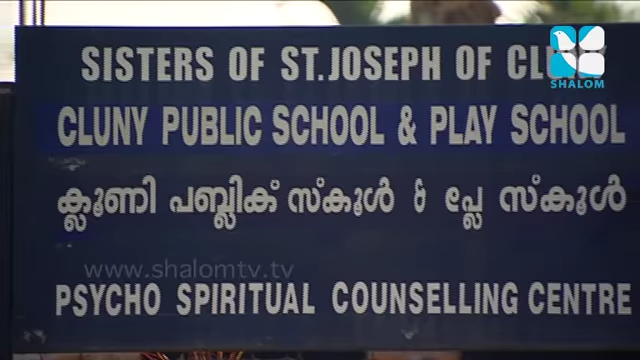 SISTERS OF ST.JOSEPH OF
SHALOM
CLUNY PUBLIC SCHOOL & PLAY SCHOOL
ക്ലൂണി പബ്ലിക് സ്കൂൾ & പ്ലേ സ്കൂൾ
www.shalomtv.tv
PSYCHO SPIRITUAL COUNSELLING CENTRE